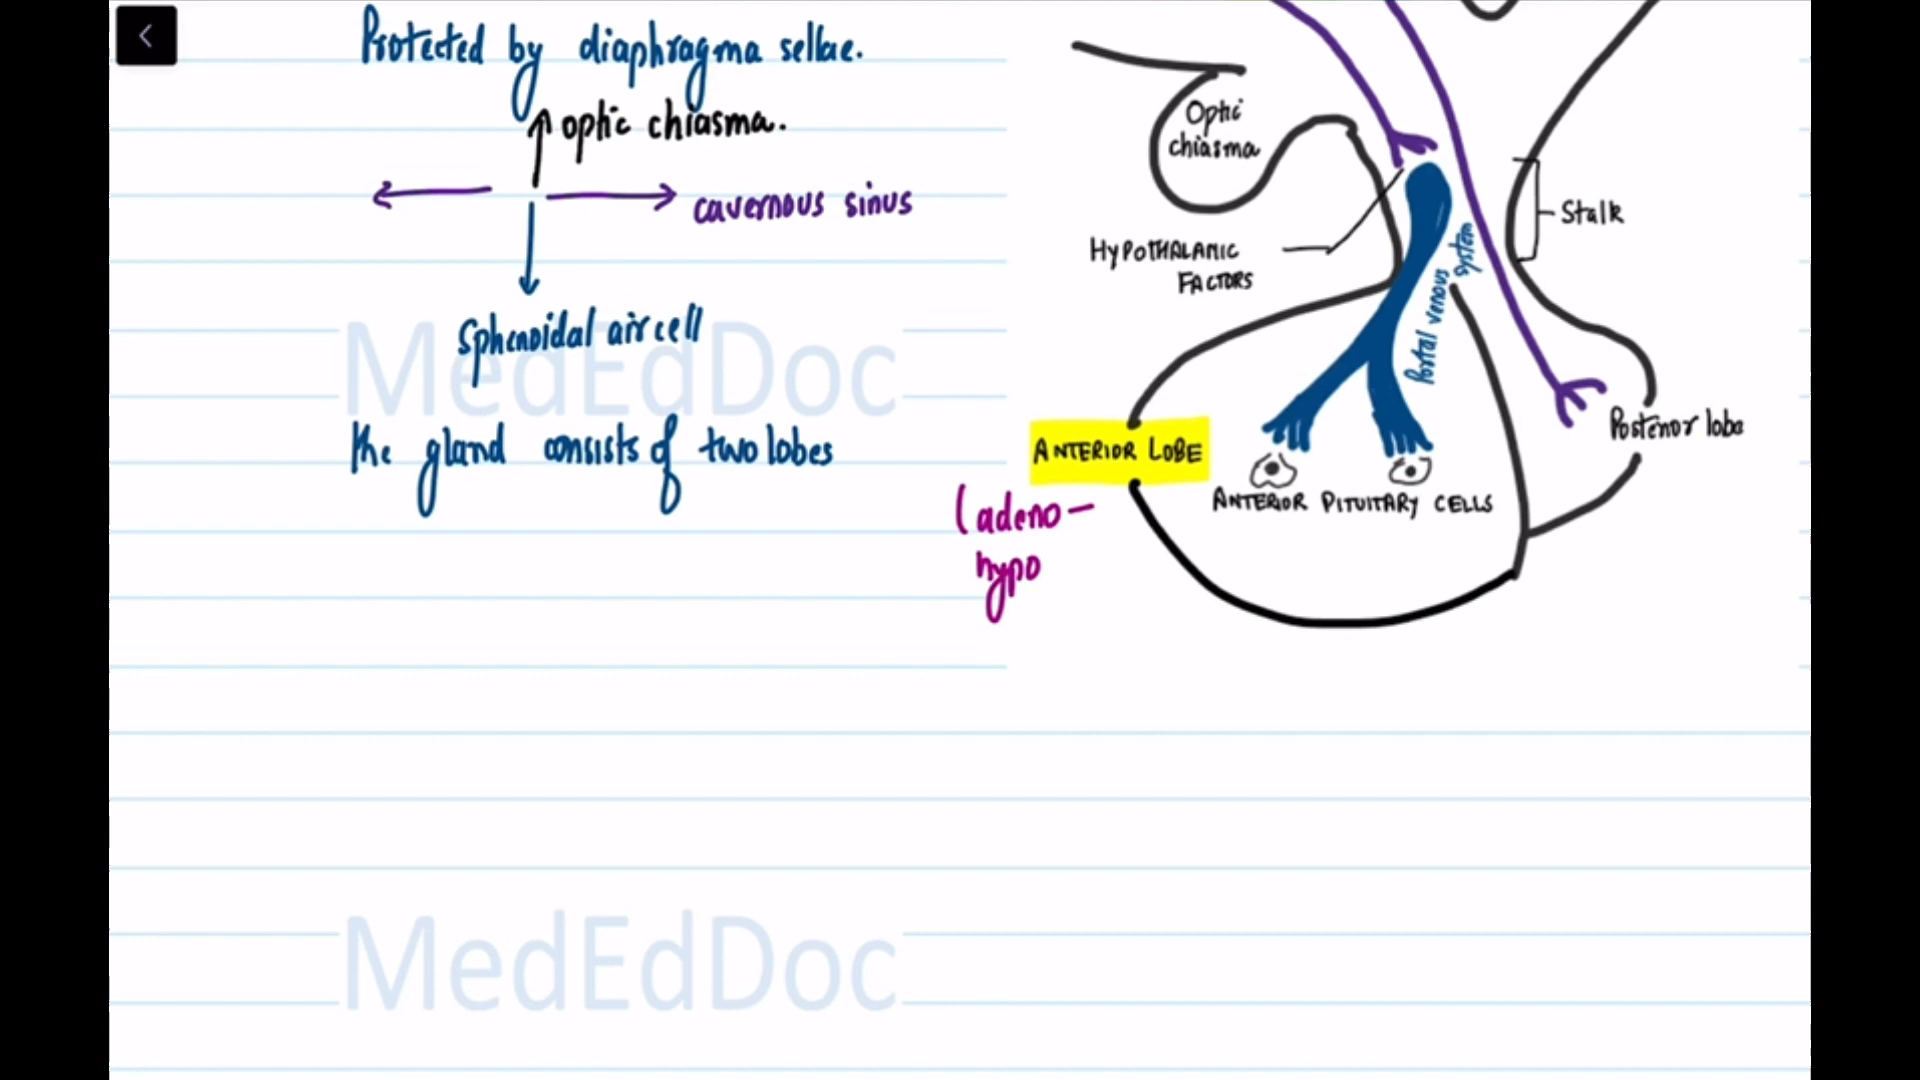 Protected by diaphragma sellae.
optic chiasma.
cavernous sinus
Sphenoidal air cell
MedEdDoc
The gland consists of two lobes
Optic
chiasma
HYPOTHALAMIC
FACTORS
Stalk
Portal venous
system
ANTERIOR LOBE
Posterior lobe
ANTERIOR PITUITARY CELLS
(adeno-
hypo
MedEdDoc